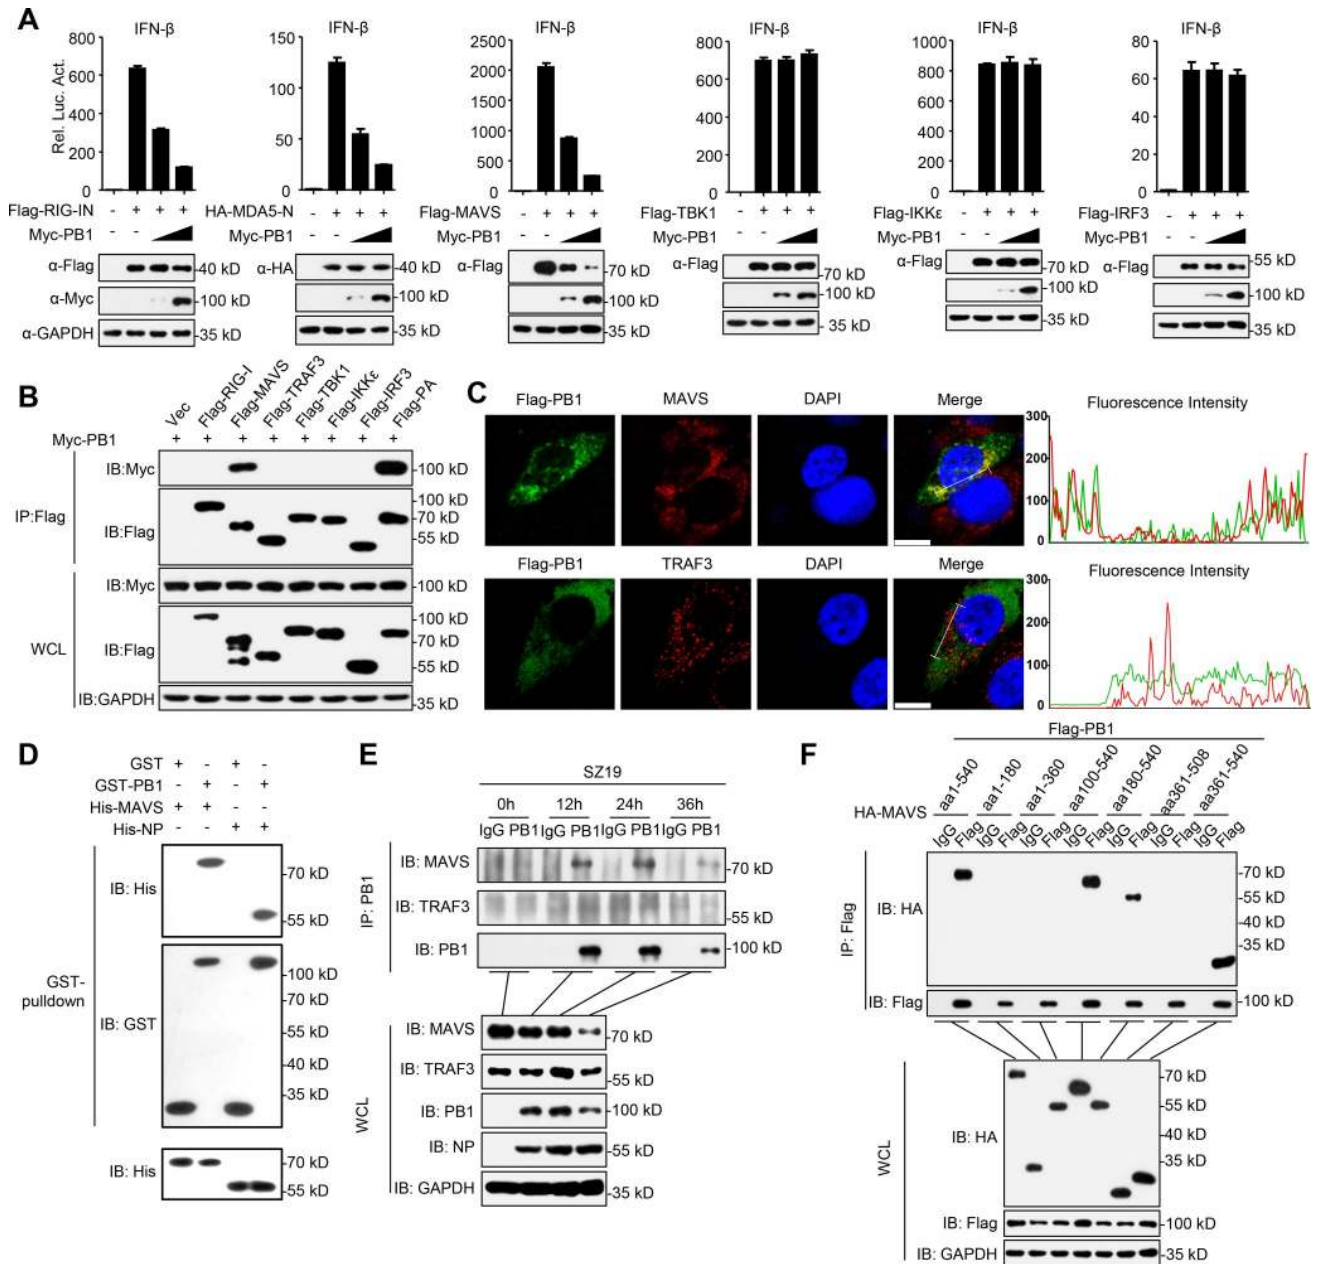 A
IFN-β IFN-β IFN-β IFN-β IFN-β IFN-β
Rel. Luc. Act.
800 150 2500 800 1000 80
600 100 2000 600 800 60
400 50 1500 400 600 40
200 0 1000 200 400 20
0 500 0 200 0
0 0
Flag-RIG-IN - + + + HA-MDA5-N - + + + Flag-MAVS - + + + Flag-TBK1 - + + + Flag-IKKε - + + + Flag-IRF3 - + + +
Myc-PB1 - - Myc-PB1 - - Myc-PB1 - - Myc-PB1 - - Myc-PB1 - - Myc-PB1 - -
α-Flag -40 kD α-HA -40 kD α-Flag -70 kD α-Flag -70 kD α-Flag -70 kD α-Flag -55 kD
α-Myc -100 kD -100 kD -100 kD -100 kD -100 kD -100 kD
α-GAPDH -35 kD -35 kD -35 kD -35 kD -35 kD -35 kD
B
Vec Flag-RIG-I Flag-MAVS Flag-TRAF3 Flag-TBK1 Flag-IKKε Flag-IRF3 Flag-PA
Myc-PB1 + + + + + + + +
IP:Flag
IB:Myc -100 kD
IB:Flag -100 kD
-70 kD
-55 kD
WCL
IB:Myc -100 kD
IB:Flag -100 kD
-70 kD
-55 kD
IB:GAPDH -35 kD
C
Flag-PB1 MAVS DAPI Merge Fluorescence Intensity
300
200
100
0
Flag-PB1 TRAF3 DAPI Merge Fluorescence Intensity
300
200
100
0
D
GST + - + -
GST-PB1 - + - +
His-MAVS + + - -
His-NP - - + +
GST-pulldown
IB: His -70 kD
-55 kD
IB: GST -100 kD
-70 kD
-55 kD
-40 kD
-35 kD
IB: His -70 kD
-55 kD
E
SZ19
0h 12h 24h 36h
IgG PB1 IgG PB1 IgG PB1 IgG PB1
IP: PB1
IB: MAVS -70 kD
IB: TRAF3 -55 kD
IB: PB1 -100 kD
WCL
IB: MAVS -70 kD
IB: TRAF3 -55 kD
IB: PB1 -100 kD
IB: NP -55 kD
IB: GAPDH -35 kD
F
Flag-PB1
HA-MAVS aa1-540 aa1-180 aa1-360 aa100-540 aa180-540 aa361-508 aa361-540
IgG Flag IgG Flag IgG Flag IgG Flag IgG Flag IgG Flag IgG Flag
IP: Flag
IB: HA -70 kD
-55 kD
-40 kD
-35 kD
IB: Flag -100 kD
WCL
IB: HA -70 kD
-55 kD
-40 kD
-35 kD
IB: Flag -100 kD
IB: GAPDH -35 kD